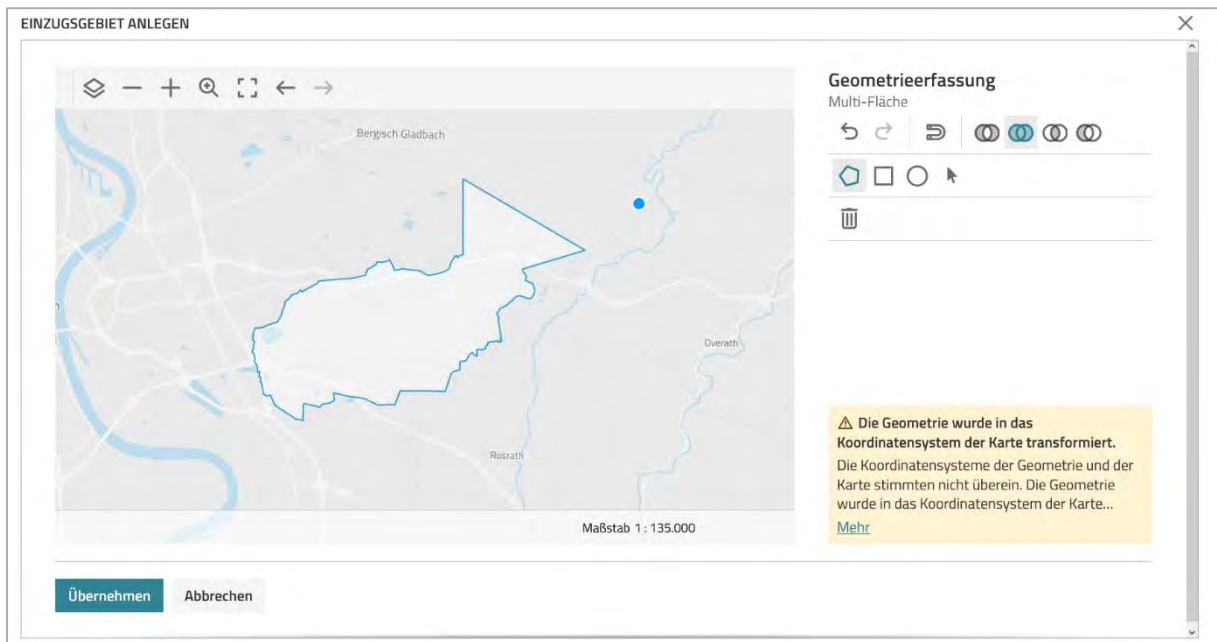 EINZUGSGEBIET ANLEGEN
Bergisch Gladbach
Overath
Rosrath
Maßstab 1 : 135.000
Geometrieerfassung
Multi-Fläche
⚠ Die Geometrie wurde in das
Koordinatensystem der Karte transformiert.
Die Koordinatensysteme der Geometrie und der
Karte stimmten nicht überein. Die Geometrie
wurde in das Koordinatensystem der Karte...
Mehr
Übernehmen
Abbrechen